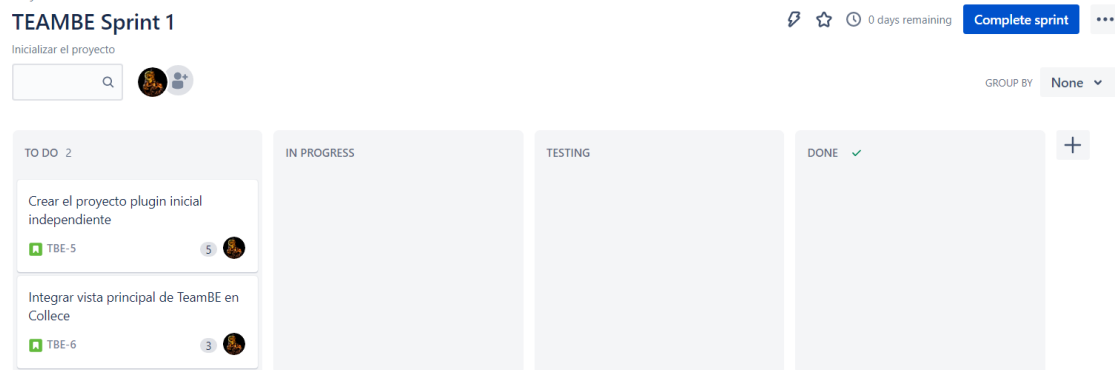 TEAMBE Sprint 1
0 days remaining
Complete sprint
Inicializar el proyecto
GROUP BY
None
TO DO 2
IN PROGRESS
TESTING
DONE
Crear el proyecto plugin inicial
independiente
TBE-5
5
Integrar vista principal de TeamBE en
Collece
TBE-6
3